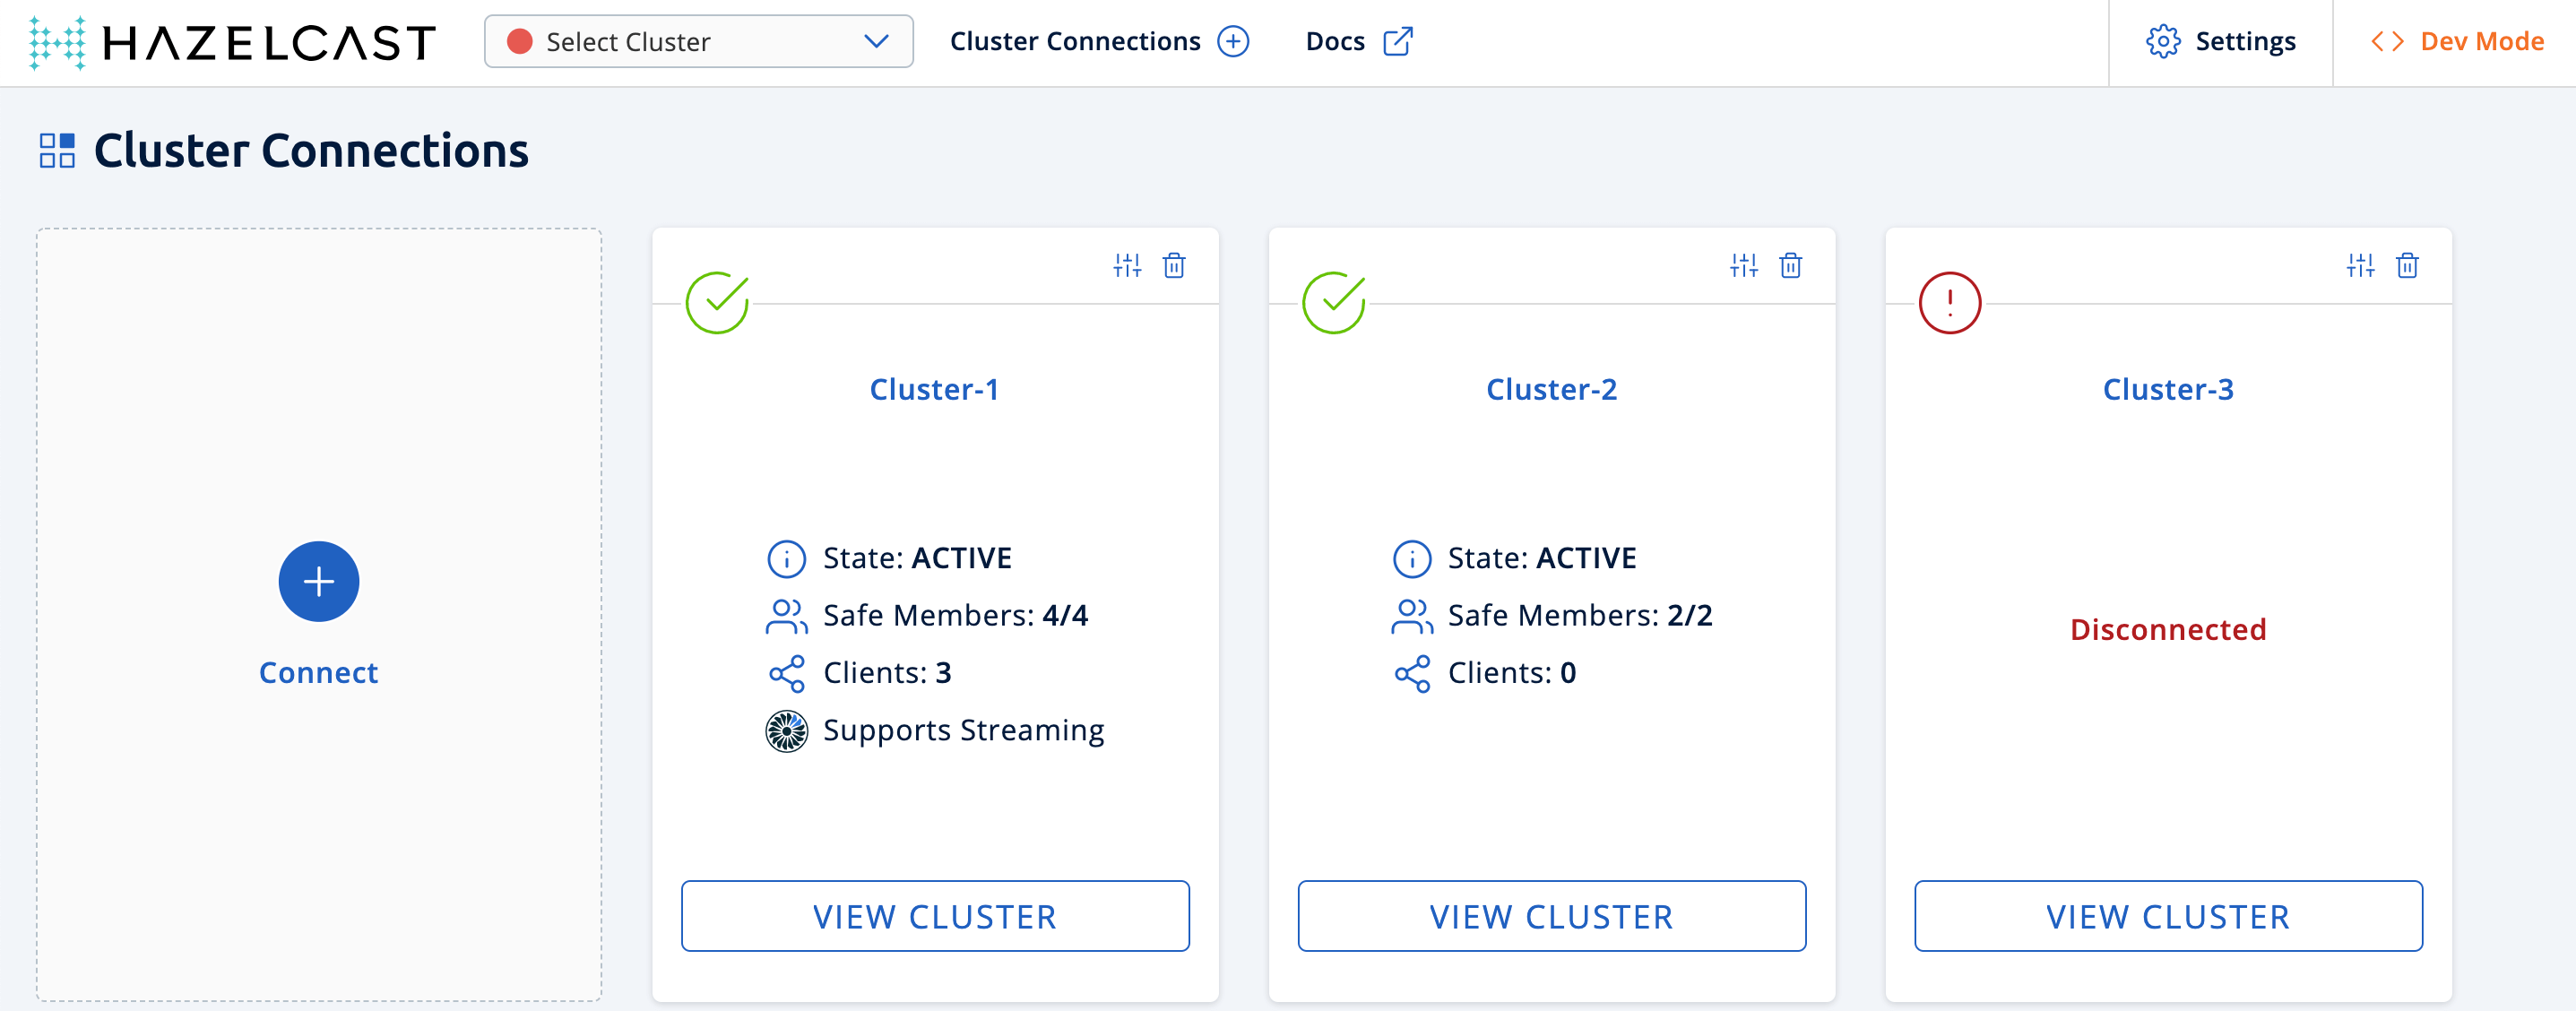 HAZELCAST
Select Cluster
Cluster Connections
Docs
Settings
Dev Mode
Cluster Connections
Connect
Cluster-1
State: ACTIVE
Safe Members: 4/4
Clients: 3
Supports Streaming
VIEW CLUSTER
Cluster-2
State: ACTIVE
Safe Members: 2/2
Clients: 0
VIEW CLUSTER
Cluster-3
Disconnected
VIEW CLUSTER